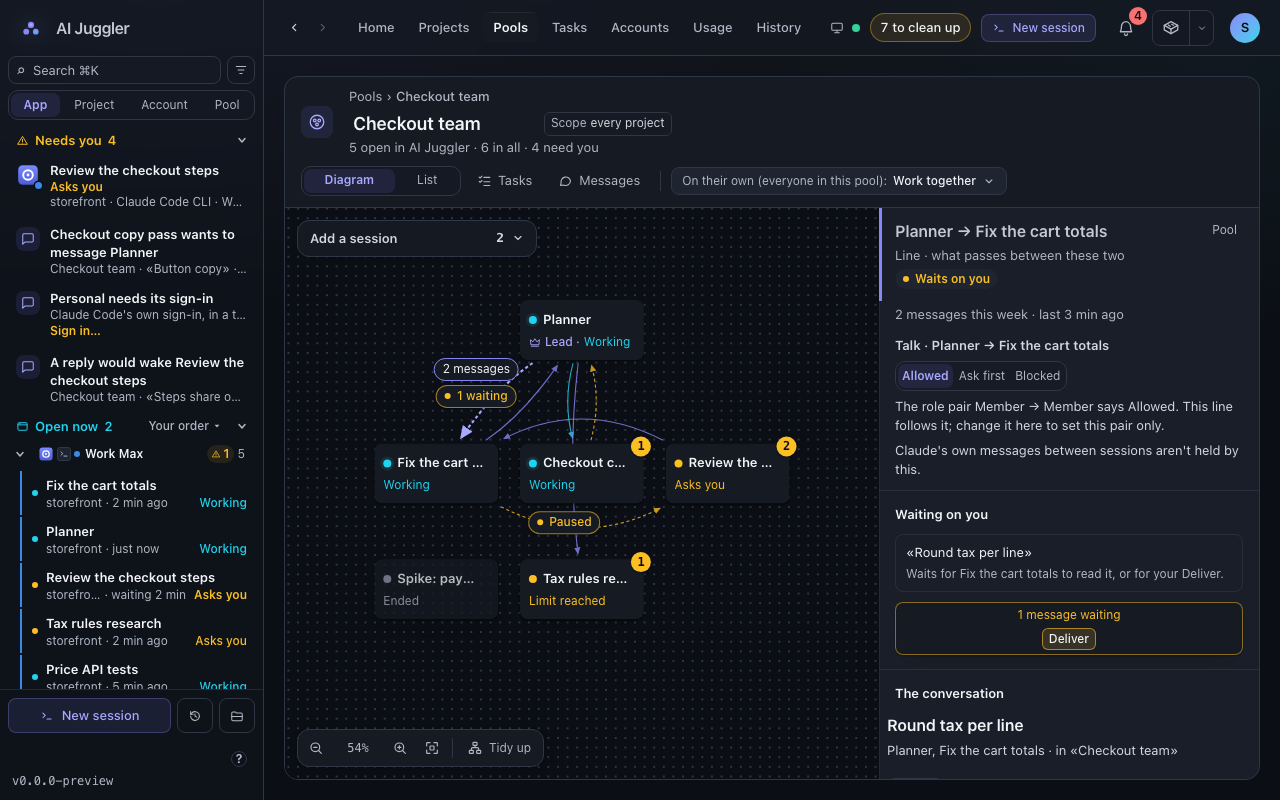 AI Juggler
Search ⌘K
App Project Account Pool
Needs you 4
Review the checkout steps
Asks you
storefront · Claude Code CLI · W...
Checkout copy pass wants to
message Planner
Checkout team · «Button copy» ·...
Personal needs its sign-in
Claude Code's own sign-in, in a t...
Sign in...
A reply would wake Review the
checkout steps
Checkout team · «Steps share o...
Open now 2 Your order
Work Max 1 5
Fix the cart totals
storefront · 2 min ago Working
Planner
storefront · just now Working
Review the checkout steps
storefro... · waiting 2 min Asks you
Tax rules research
storefront · 2 min ago Asks you
Price API tests
storefront · 5 min ago Working
New session
?
v0.0.0-preview
Home Projects Pools Tasks Accounts Usage History
7 to clean up
New session
4
S
Pools › Checkout team
Checkout team
Scope every project
5 open in AI Juggler · 6 in all · 4 need you
Diagram List Tasks Messages
On their own (everyone in this pool): Work together
Add a session 2
Planner
Lead · Working
2 messages
1 waiting
Fix the cart ...
Working
1
Checkout c...
Working
2
Review the ...
Asks you
Paused
Spike: pay...
Ended
1
Tax rules re...
Limit reached
54%
Tidy up
Planner → Fix the cart totals
Pool
Line · what passes between these two
Waits on you
2 messages this week · last 3 min ago
Talk · Planner → Fix the cart totals
Allowed Ask first Blocked
The role pair Member → Member says Allowed. This line
follows it; change it here to set this pair only.
Claude's own messages between sessions aren't held by
this.
Waiting on you
«Round tax per line»
Waits for Fix the cart totals to read it, or for your Deliver.
1 message waiting
Deliver
The conversation
Round tax per line
Planner, Fix the cart totals · in «Checkout team»